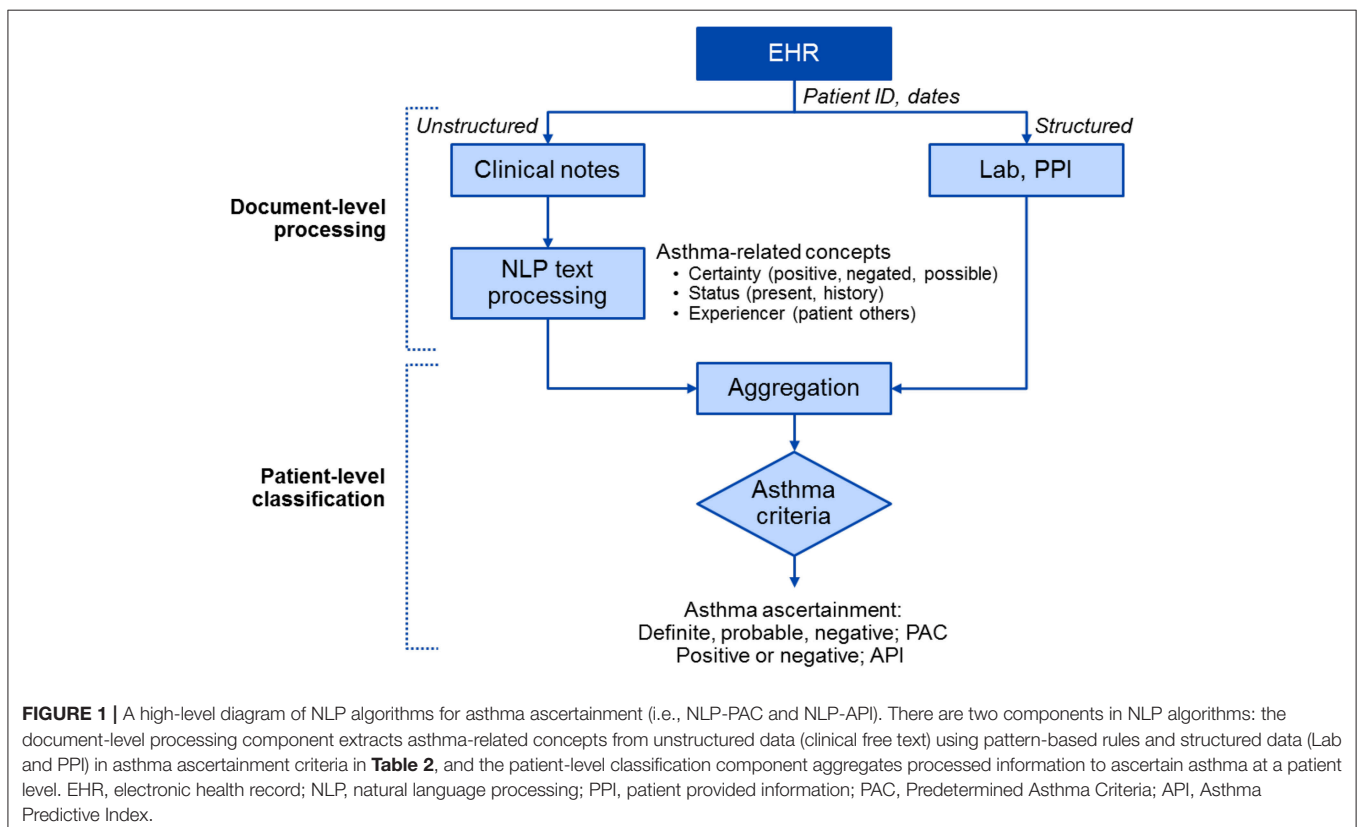 EHR
Patient ID, dates
Unstructured
Structured
Clinical notes
Lab, PPI
Document-level
processing
NLP text
processing
Asthma-related concepts
• Certainty (positive, negated, possible)
• Status (present, history)
• Experiencer (patient others)
Aggregation
Patient-level
classification
Asthma
criteria
Asthma ascertainment:
Definite, probable, negative; PAC
Positive or negative; API
FIGURE 1 | A high-level diagram of NLP algorithms for asthma ascertainment (i.e., NLP-PAC and NLP-API). There are two components in NLP algorithms: the
document-level processing component extracts asthma-related concepts from unstructured data (clinical free text) using pattern-based rules and structured data (Lab
and PPI) in asthma ascertainment criteria in Table 2, and the patient-level classification component aggregates processed information to ascertain asthma at a patient
level. EHR, electronic health record; NLP, natural language processing; PPI, patient provided information; PAC, Predetermined Asthma Criteria; API, Asthma
Predictive Index.